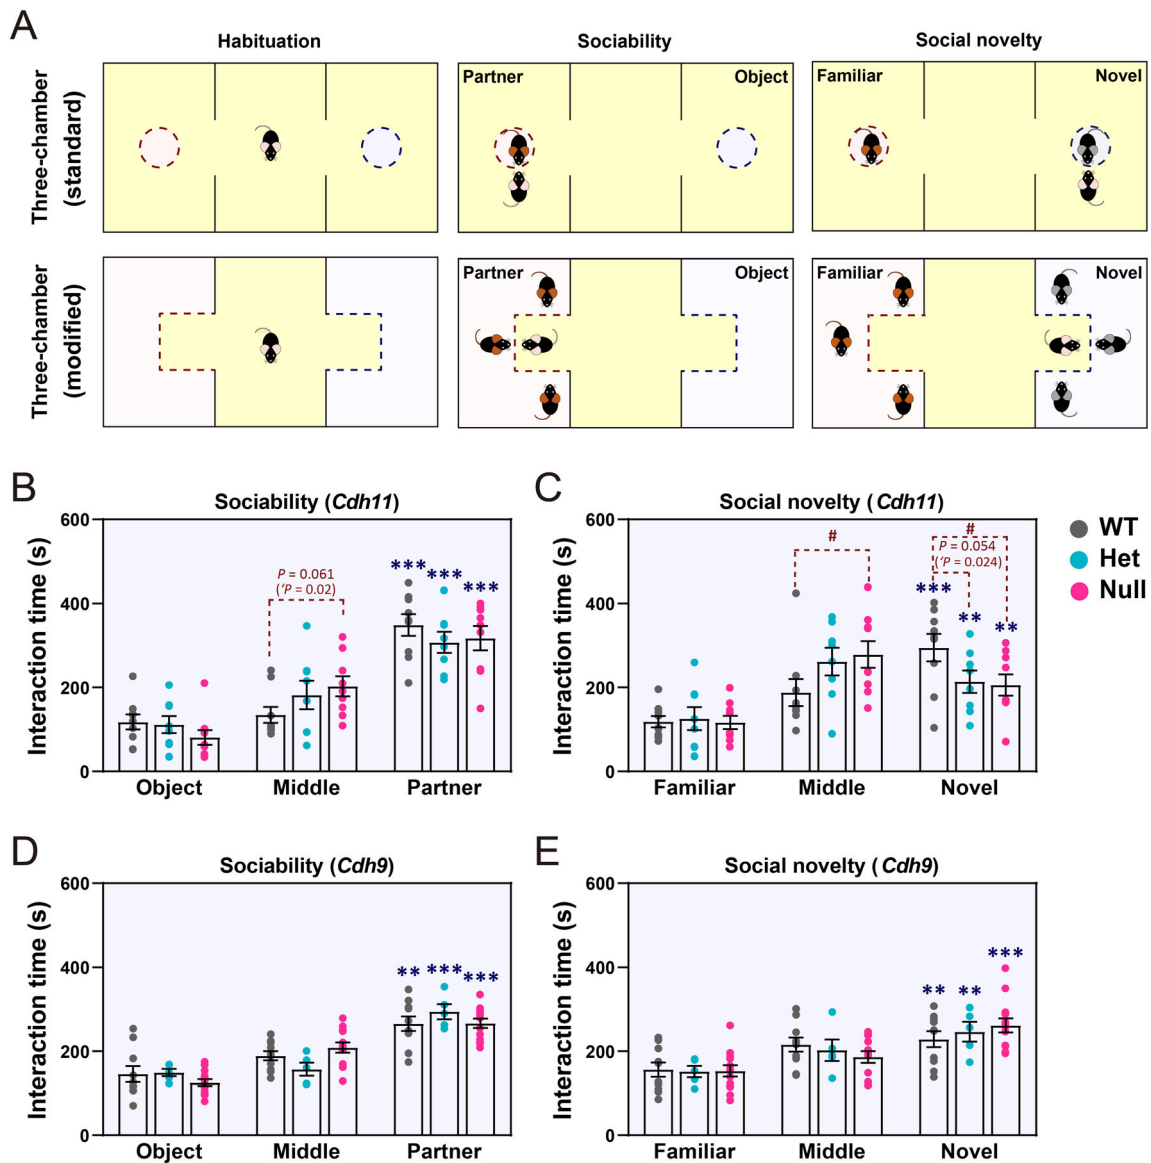 A
Habituation
Sociability
Social novelty
Three-chamber
(standard)
Partner
Object
Familiar
Novel
Three-chamber
(modified)
Partner
Object
Familiar
Novel
B
Sociability (Cdh11)
Interaction time (s)
600
400
200
0
P = 0.061
(‘P = 0.02)
***
***
***
Object
Middle
Partner
C
Social novelty (Cdh11)
Interaction time (s)
600
400
200
0
#
#
P = 0.054
(‘P = 0.024)
***
**
**
Familiar
Middle
Novel
WT
Het
Null
D
Sociability (Cdh9)
Interaction time (s)
600
400
200
0
**
***
***
Object
Middle
Partner
E
Social novelty (Cdh9)
Interaction time (s)
600
400
200
0
**
**
***
Familiar
Middle
Novel